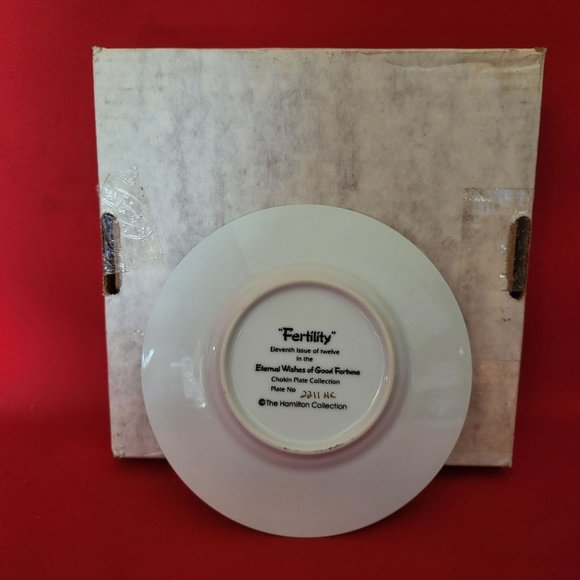 "Fertility"
Eleventh issue of twelve
in the
Eternal Wishes of Good Fortune
Chokin Plate Collection
Plate No 2211 NC
©The Hamilton Collection